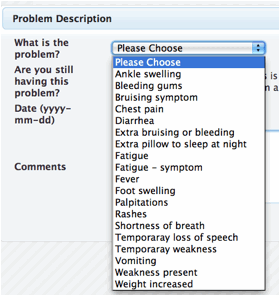 Problem Description
What is the problem?
Please Choose
Are you still having this problem?
Date (yyyy-mm-dd)
Comments
Please Choose
Ankle swelling
Bleeding gums
Bruising symptom
Chest pain
Diarrhea
Extra bruising or bleeding
Extra pillow to sleep at night
Fatigue
Fatigue - symptom
Fever
Foot swelling
Palpitations
Rashes
Shortness of breath
Temporaray loss of speech
Temporaray weakness
Vomiting
Weakness present
Weight increased